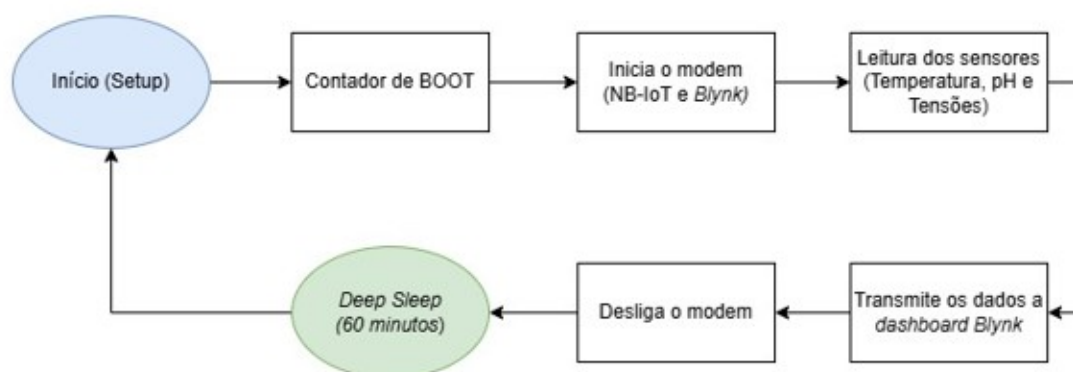 Início (Setup)
Contador de BOOT
Inicia o modem
(NB-IoT e Blynk)
Leitura dos sensores
(Temperatura, pH e
Tensões)
Transmite os dados a
dashboard Blynk
Desliga o modem
Deep Sleep
(60 minutos)